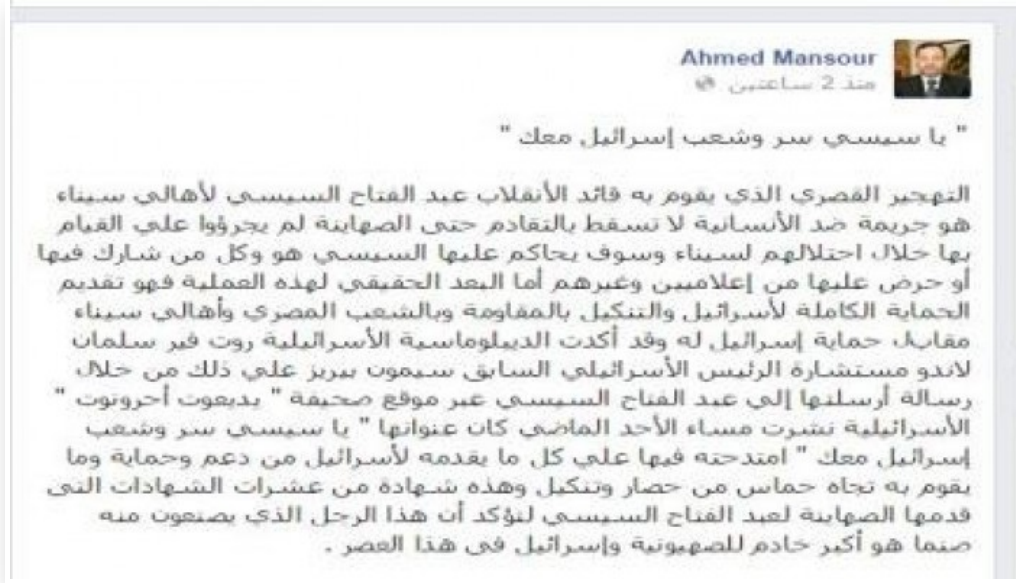 Ahmed Mansour
منذ 2 ساعتين
" يا سيسي سر وشعب إسرائيل معك "
التهجير القصري الذي يقوم به قائد الأنقلاب عبد الفتاح السيسي لأهالي سيناء
هو جريمة ضد الأنسانية لا تسقط بالتقادم حتى الصهاينة لم يجرؤوا علي القيام
بها خلال احتلالهم لسيناء وسوف يحاكم عليها السيسي هو وكل من شارك فيها
أو حرض عليها من إعلاميين وغيرهم أما البعد الحقيقي لهذه العملية فهو تقديم
الحماية الكاملة لأسرائيل والتنكيل بالمقاومة وبالشعب المصري وأهالي سيناء
مقابل حماية إسرائيل له وقد أكدت الديبلوماسية الأسرائيلية روت فير سلمان
لاندو مستشارة الرئيس الأسرائيلي السابق سيمون بيريز علي ذلك من خلال
رسالة أرسلتها إلي عبد الفتاح السيسي عبر موقع صحيفة " يديعوت أحرونوت "
الأسرائيلية نشرت مساء الأحد الماضي كان عنوانها " يا سيسي سر وشعب
إسرائيل معك " امتدحته فيها علي كل ما يقدمه لأسرائيل من دعم وحماية وما
يقوم به تجاه حماس من حصار وتنكيل وهذه شهادة من عشرات الشهادات التى
قدمها الصهاينة لعبد الفتاح السيسي لتؤكد أن هذا الرجل الذي يصنعون منه
صنما هو أكبر خادم للصهيونية وإسرائيل فى هذا العصر .